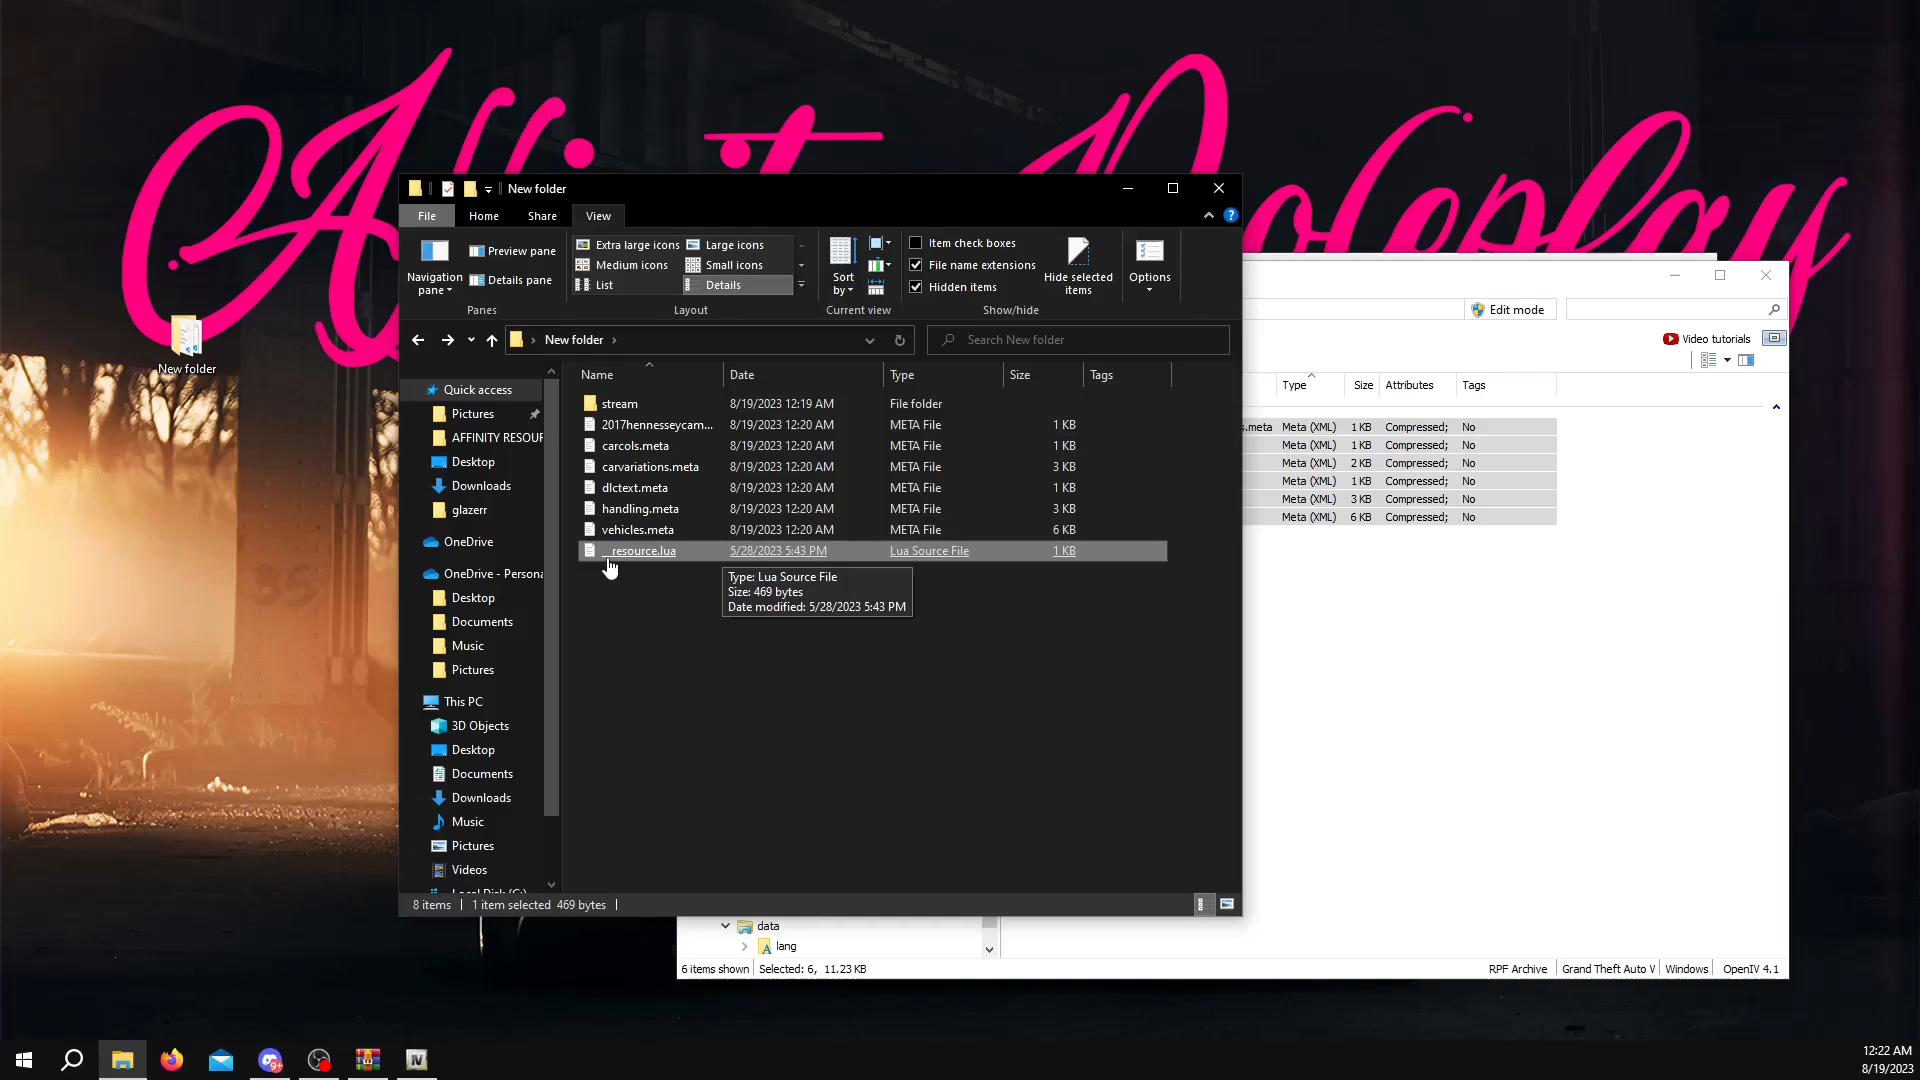 Affinity Roleplay
New folder
New folder
File
Home
Share
View
Navigation
pane
Preview pane
Details pane
Panes
Extra large icons
Large icons
Medium icons
Small icons
List
Details
Layout
Sort
by
Current view
Item check boxes
File name extensions
Hidden items
Hide selected
items
Show/hide
Options
New folder
Search New folder
Name
Date
Type
Size
Tags
stream
8/19/2023 12:19 AM
File folder
2017hennesseycam...
8/19/2023 12:20 AM
META File
1 KB
carcols.meta
8/19/2023 12:20 AM
META File
1 KB
carvariations.meta
8/19/2023 12:20 AM
META File
3 KB
dlctext.meta
8/19/2023 12:20 AM
META File
1 KB
handling.meta
8/19/2023 12:20 AM
META File
3 KB
vehicles.meta
8/19/2023 12:20 AM
META File
6 KB
__resource.lua
5/28/2023 5:43 PM
Lua Source File
1 KB
Type: Lua Source File
Size: 469 bytes
Date modified: 5/28/2023 5:43 PM
Quick access
Pictures
AFFINITY RESOUR
Desktop
Downloads
glazerr
OneDrive
OneDrive - Persona
Desktop
Documents
Music
Pictures
This PC
3D Objects
Desktop
Documents
Downloads
Music
Pictures
Videos
Local Disk (C:)
8 items
1 item selected 469 bytes
Edit mode
Video tutorials
Type
Size
Attributes
Tags
s.meta Meta (XML) 1 KB Compressed; No
Meta (XML) 1 KB Compressed; No
Meta (XML) 2 KB Compressed; No
Meta (XML) 1 KB Compressed; No
Meta (XML) 3 KB Compressed; No
Meta (XML) 6 KB Compressed; No
data
lang
6 items shown
Selected: 6, 11.23 KB
RPF Archive
Grand Theft Auto V
Windows
OpenIV 4.1
9+
IV
12:22 AM
8/19/2023